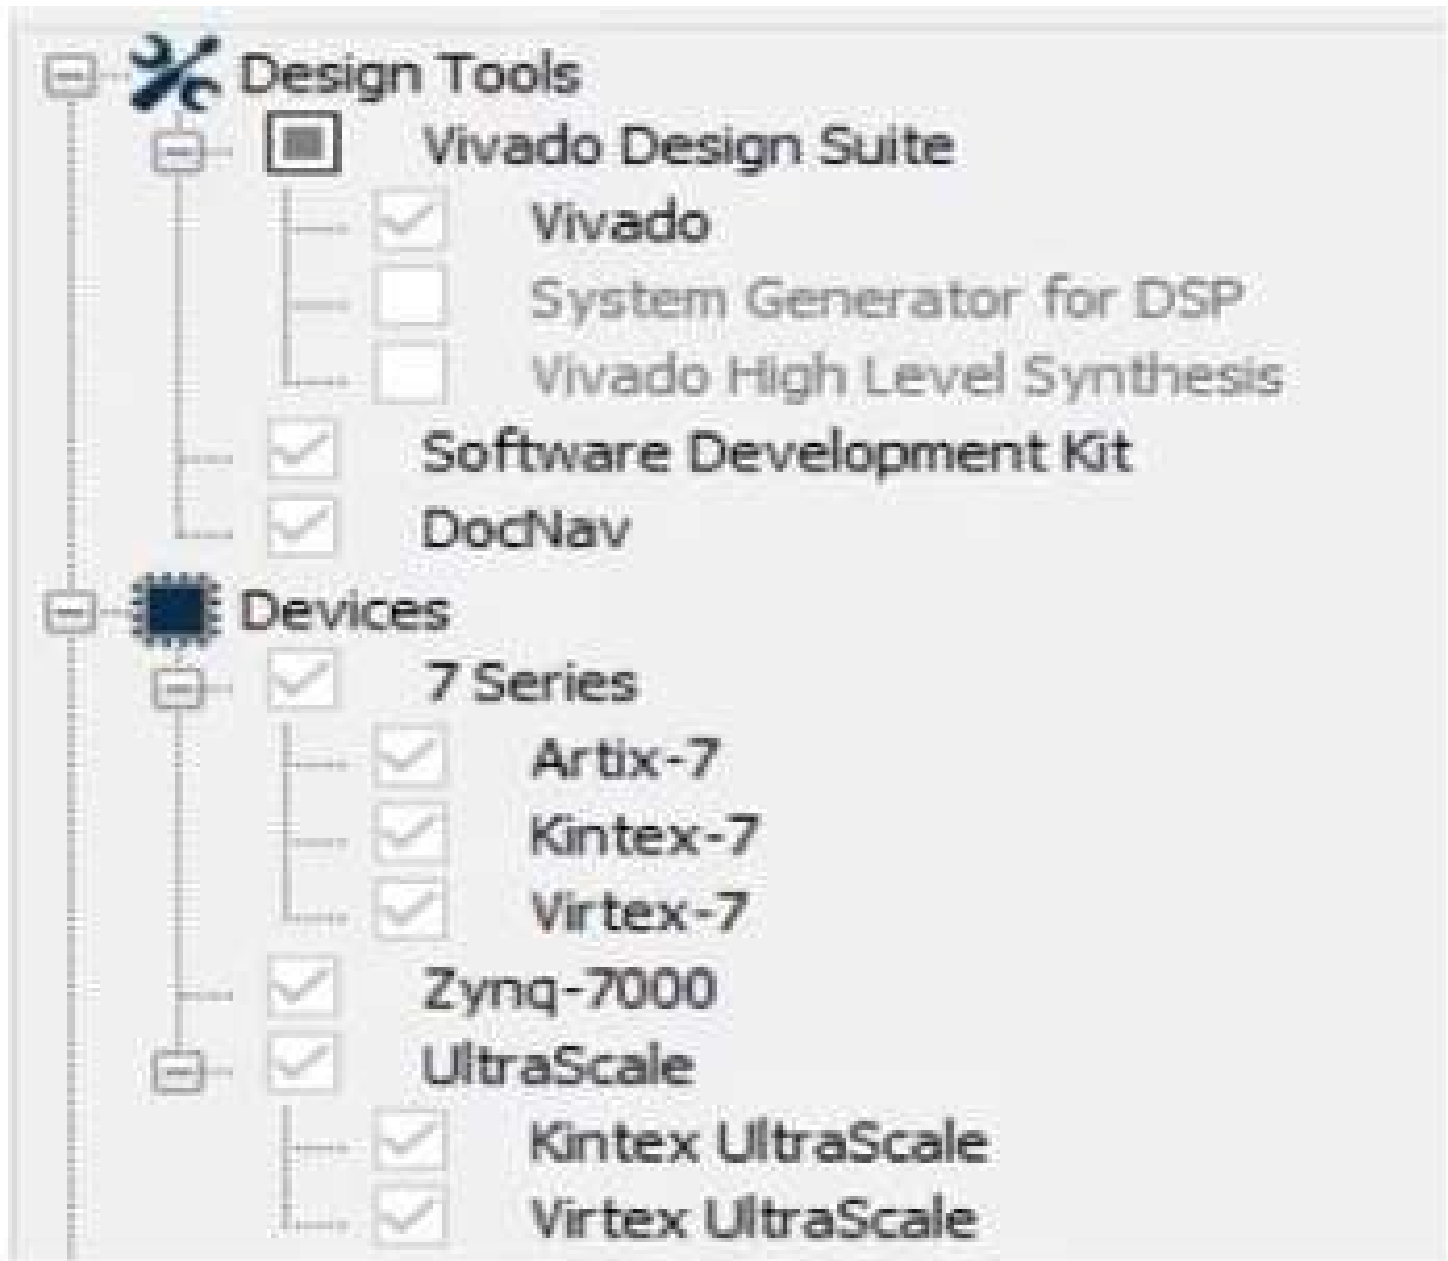 Design Tools
Vivado Design Suite
Vivado
System Generator for DSP
Vivado High Level Synthesis
Software Development Kit
DocNav
Devices
7 Series
Artix-7
Kintex-7
Virtex-7
Zynq-7000
UltraScale
Kintex UltraScale
Virtex UltraScale